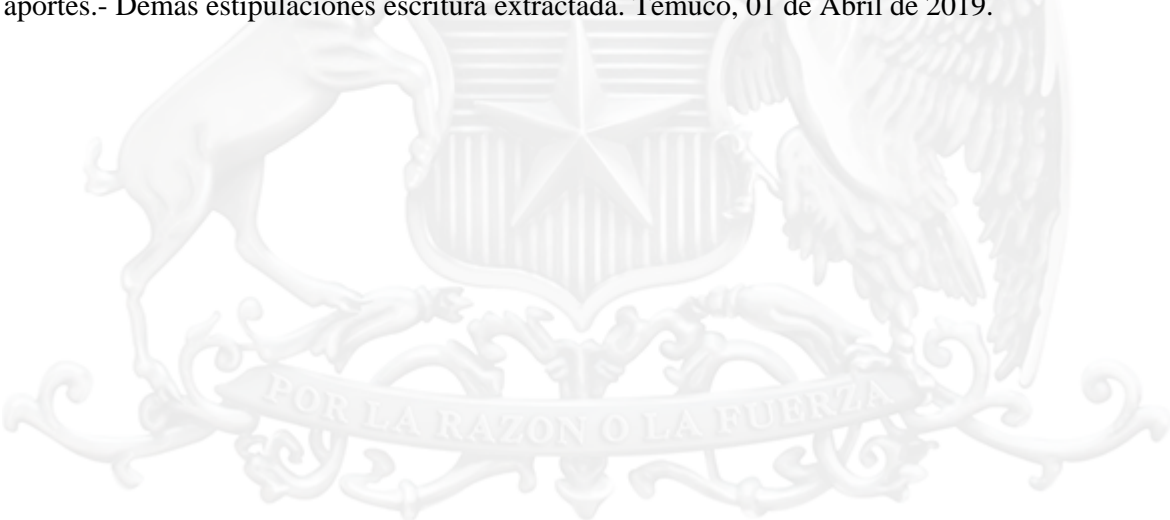 aportes.- Demás estipulaciones escritura extractada. Temuco, 01 de Abril de 2019.
POR LA RAZON O LA FUERZA